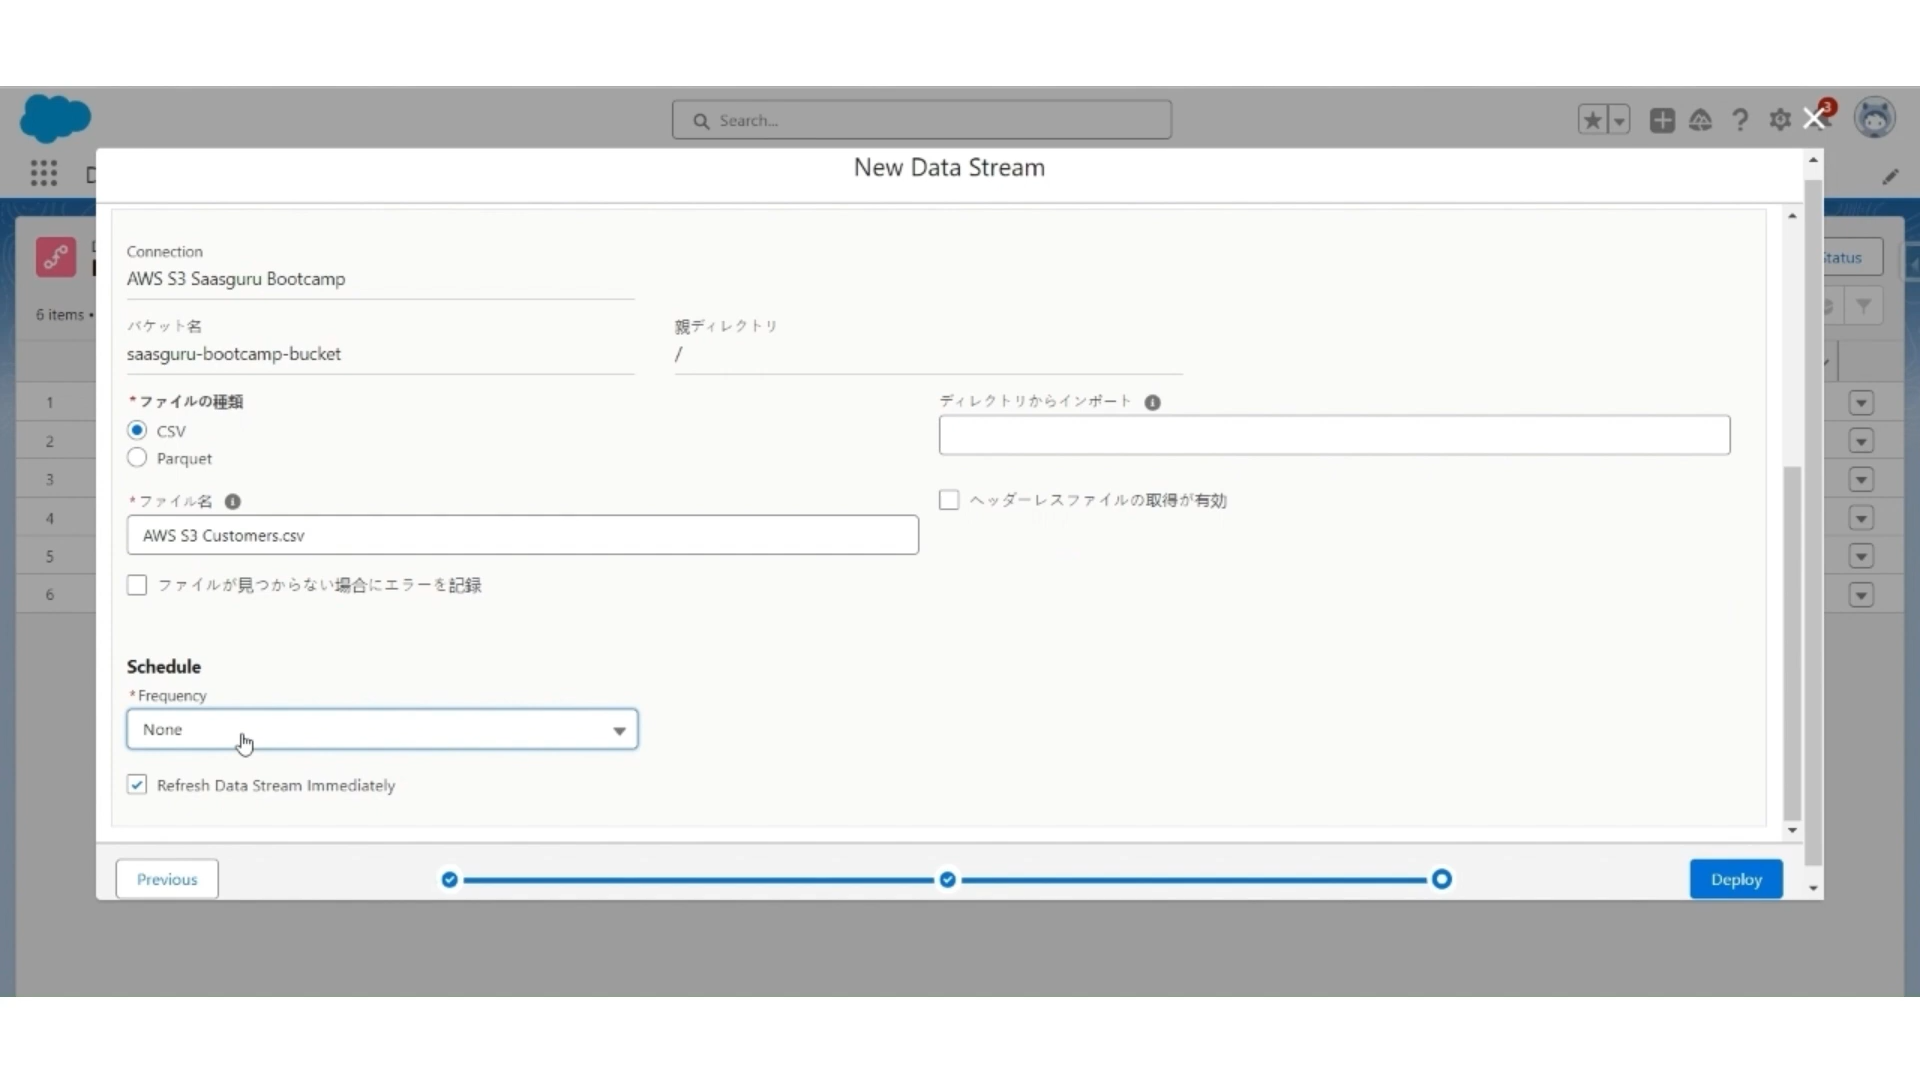 Search...
3
New Data Stream
Status
6 items •
Connection
AWS S3 Saasguru Bootcamp
バケット名
saasguru-bootcamp-bucket
親ディレクトリ
/
*ファイルの種類
CSV
Parquet
ディレクトリからインポート
*ファイル名
AWS S3 Customers.csv
ヘッダーレスファイルの取得が有効
ファイルが見つからない場合にエラーを記録
Schedule
*Frequency
None
Refresh Data Stream Immediately
1
2
3
4
5
6
Previous
Deploy